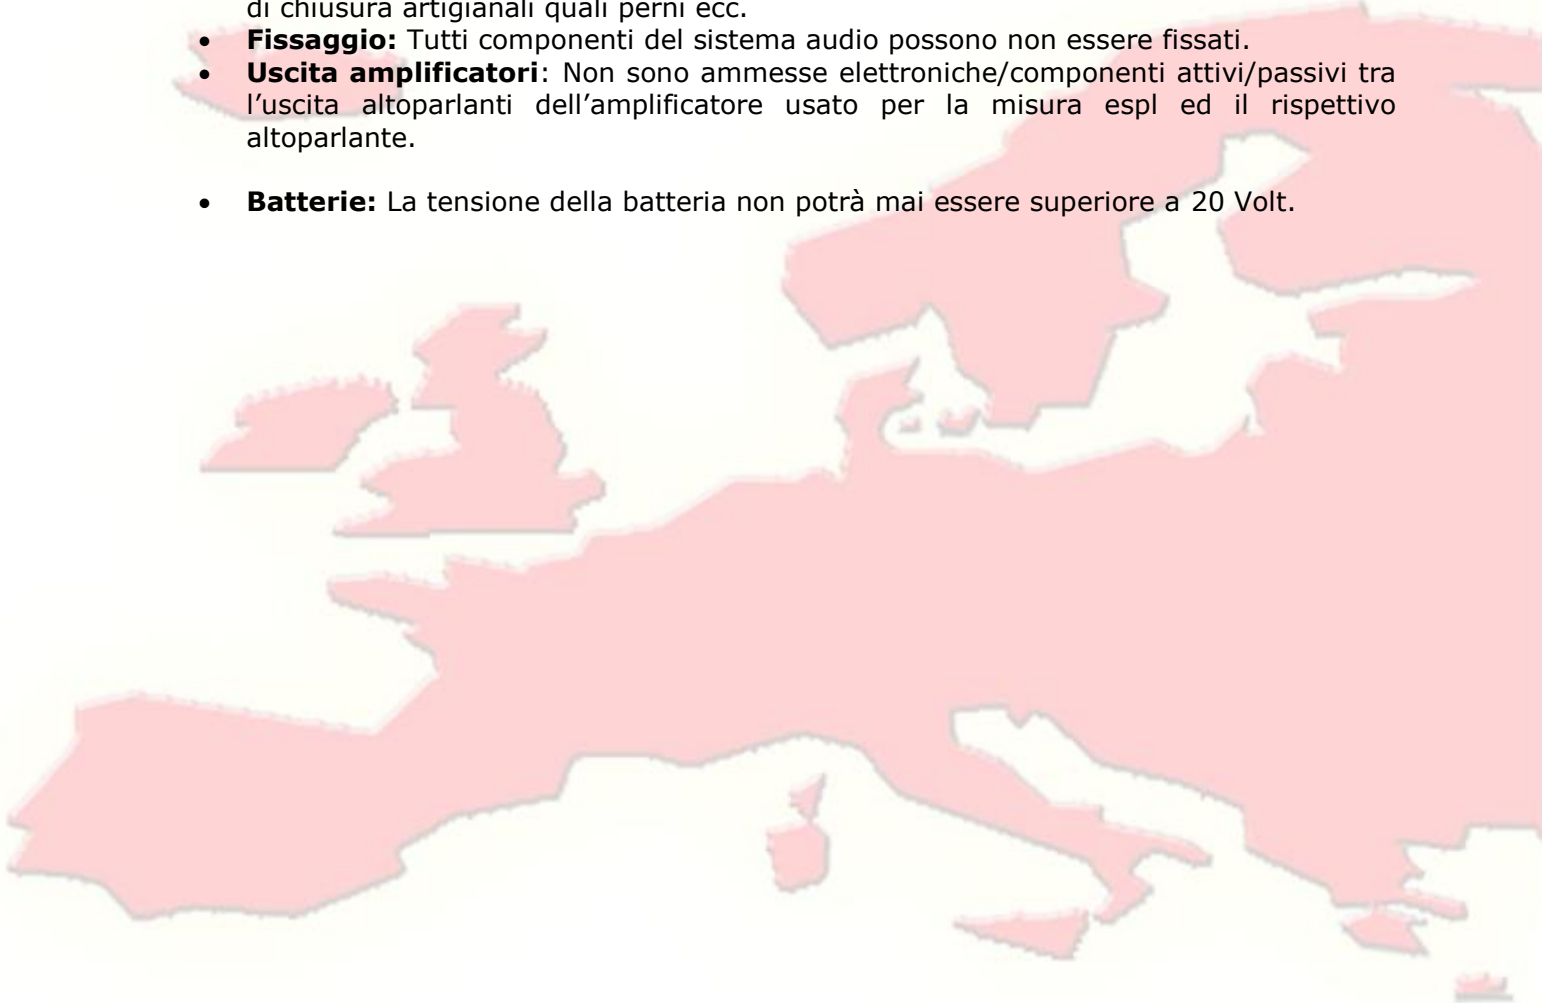 di chiusura artigianali quali perni ecc.
• Fissaggio: Tutti componenti del sistema audio possono non essere fissati.
• Uscita amplificatori: Non sono ammesse elettroniche/componenti attivi/passivi tra
l’uscita altoparlanti dell’amplificatore usato per la misura espl ed il rispettivo
altoparlante.
• Batterie: La tensione della batteria non potrà mai essere superiore a 20 Volt.